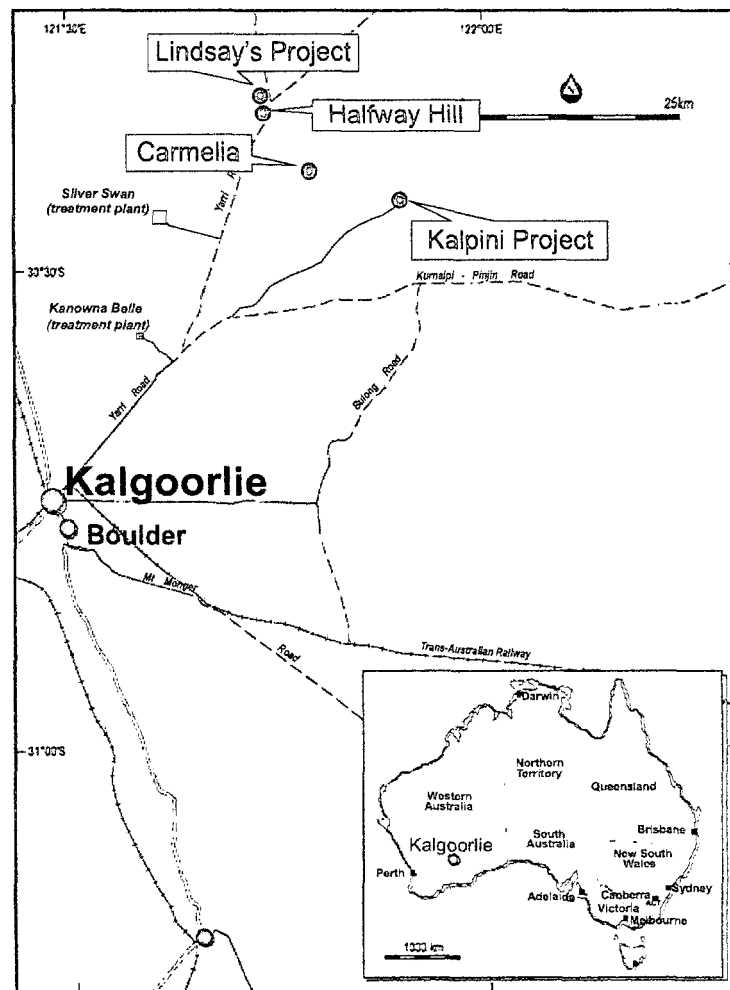 121°30'E
122°00'E
Lindsay's Project
25km
Halfway Hill
Carmelia
Yarri
Silver Swan
(treatment plant)
Kalpini Project
30°30'S
Kurnalpi - Pinjin Road
Kanowna Belle
(treatment plant)
Yarri Road
Bulong Road
Kalgoorlie
Boulder
Mt Monger
Road
Trans-Australian Railway
31°00'S
Darwin
Northern
Territory
Queensland
Western
Australia
Brisbane
South
Australia
New South
Wales
Kalgoorlie
Perth
Sydney
Adelaide
Canberra
ACT
Victoria
Melbourne
1000 km